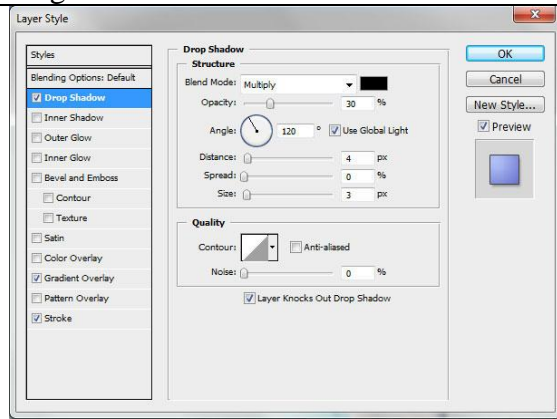 Layer Style
Styles
Blending Options: Default
Drop Shadow
Inner Shadow
Outer Glow
Inner Glow
Bevel and Emboss
Contour
Texture
Satin
Color Overlay
Gradient Overlay
Pattern Overlay
Stroke
Drop Shadow
Structure
Blend Mode: Multiply
Opacity: 30 %
Angle: 120 ° Use Global Light
Distance: 4 px
Spread: 0 %
Size: 3 px
Quality
Contour: Anti-aliased
Noise: 0 %
Layer Knocks Out Drop Shadow
OK
Cancel
New Style...
Preview